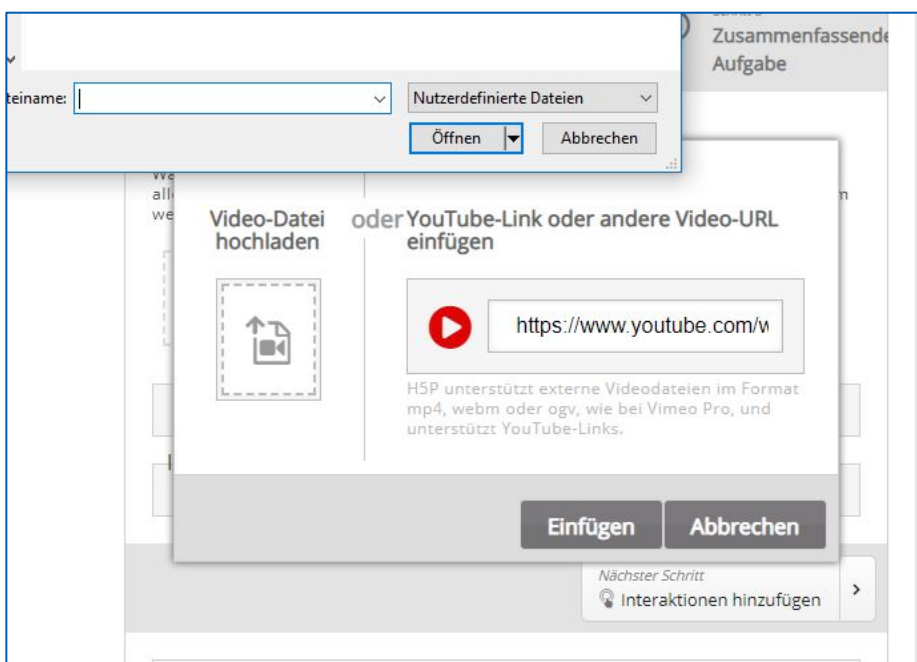 Zusammenfassende
Aufgabe
teiname:
Nutzerdefinierte Dateien
Öffnen
Abbrechen
Video-Datei
hochladen
oder
YouTube-Link oder andere Video-URL
einfügen
https://www.youtube.com/w
H5P unterstützt externe Videodateien im Format
mp4, webm oder ogv, wie bei Vimeo Pro, und
unterstützt YouTube-Links.
Einfügen
Abbrechen
Nächster Schritt
Interaktionen hinzufügen